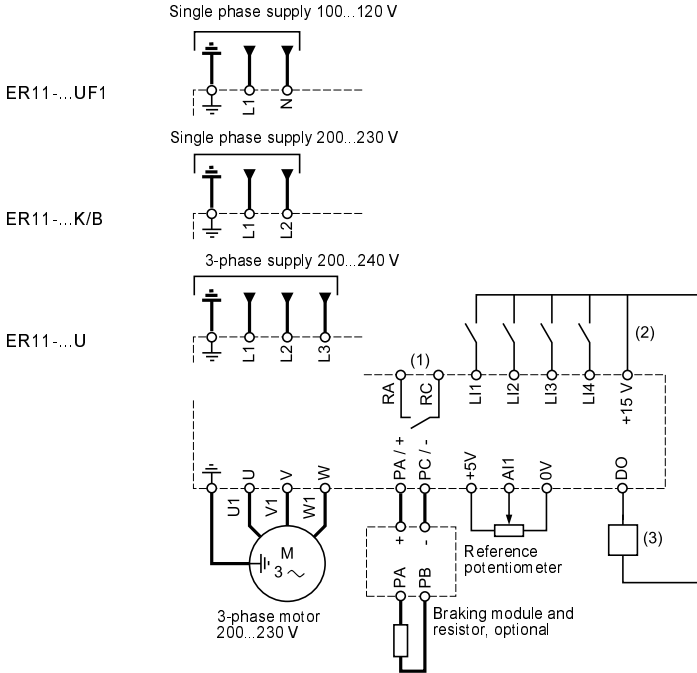 Single phase supply 100...120 V
ER11-...UF1
L1
N
Single phase supply 200...230 V
ER11-...K/B
L1
L2
3-phase supply 200...240 V
ER11-...U
L1
L2
L3
(1)
(2)
RA
RC
LI1
LI2
LI3
LI4
+15 V
U
V
W
PA / +
PC / -
+5V
AI1
0V
DO
U1
V1
W1
M
3
+
-
(3)
Reference
potentiometer
PA
PB
3-phase motor
200...230 V
Braking module and
resistor, optional